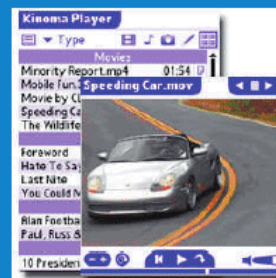 Kinoma Player
Type
Movies
Minority Report.mp4 01:54
Mobile Fun.
Movie by CL
Speeding Ca
The Wildlife
Foreword
Hate To Say
Last Nite
You Could M
Alan Footba
Paul, Russ &
10 Presiden
Speeding Car.mov